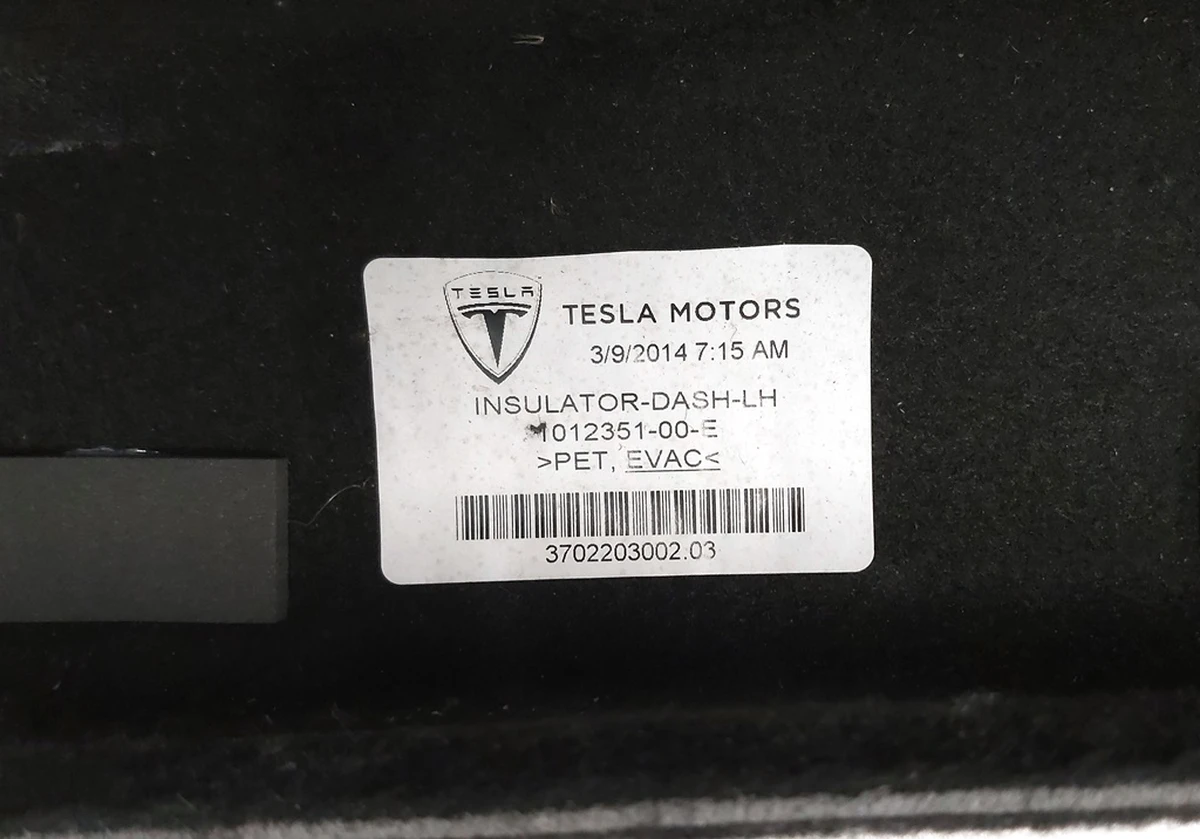 TESLA
TESLA MOTORS
3/9/2014 7:15 AM
INSULATOR-DASH-LH
1012351-00-E
>PET, EVAC<
3702203002.03